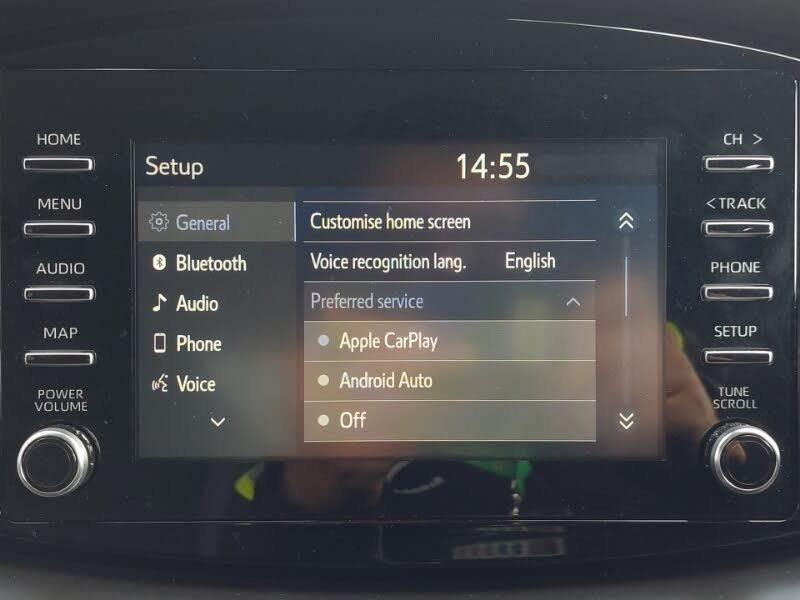 HOME
MENU
AUDIO
MAP
POWER
VOLUME
Setup
14:55
General
Bluetooth
Audio
Phone
Voice
Customise home screen
Voice recognition lang. English
Preferred service
Apple CarPlay
Android Auto
Off
CH >
< TRACK
PHONE
SETUP
TUNE
SCROLL